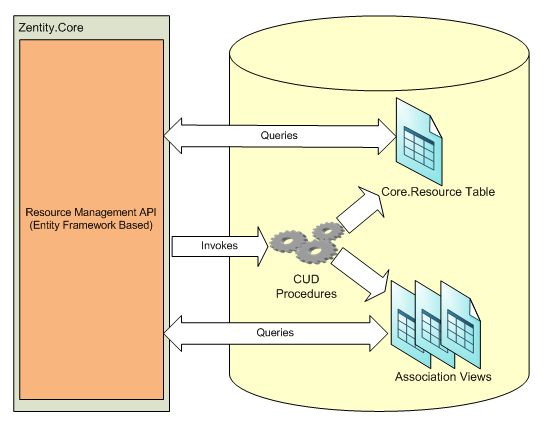 Zentity.Core
Queries
Core.Resource Table
Resource Management API
(Entity Framework Based)
Invokes
CUD
Procedures
Queries
Association Views